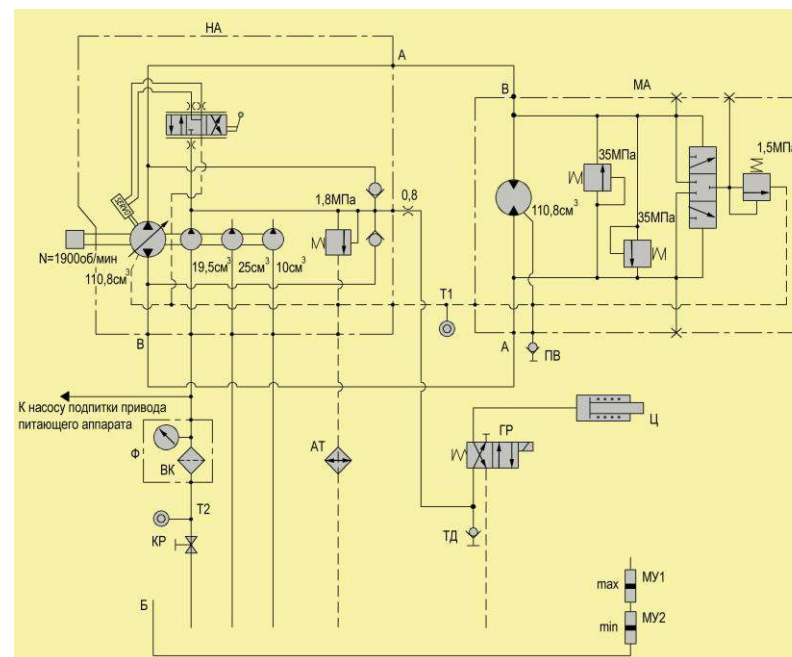 НА
А
В
МА
SERVO
N=1900об/мин
110,8см³
19,5см³
25см³
10см³
1,8МПа
0,8
110,8см³
35МПа
35МПа
1,5МПа
Т1
В
А
ПВ
К насосу подпитки привода
питающего аппарата
Ф
ВК
АТ
ГР
Ц
Т2
КР
ТД
Б
max
МУ1
min
МУ2